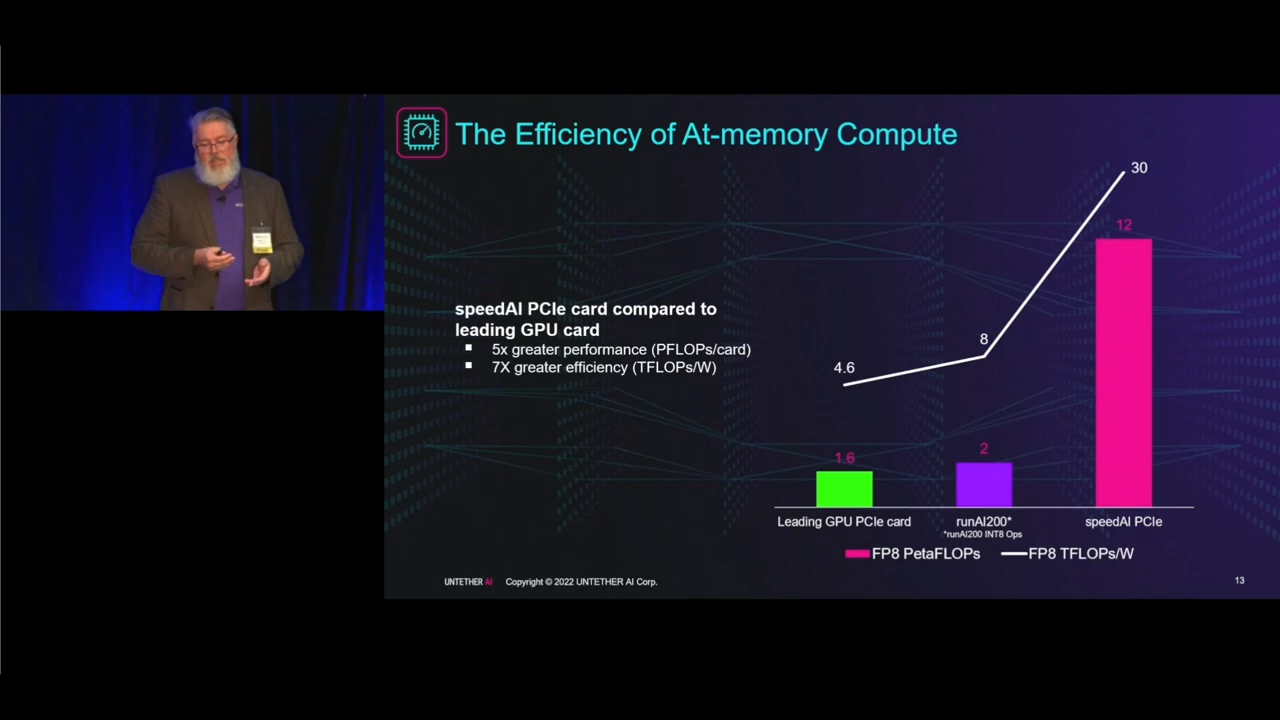 The Efficiency of At-memory Compute
speedAI PCIe card compared to
leading GPU card
5x greater performance (PFLOPs/card)
7X greater efficiency (TFLOPs/W)
30
12
8
4.6
2
1.6
Leading GPU PCIe card
runAI200*
*runAI200 INT8 Ops
speedAI PCIe
FP8 PetaFLOPs
FP8 TFLOPs/W
UNTETHER AI
Copyright © 2022 UNTETHER AI Corp.
13